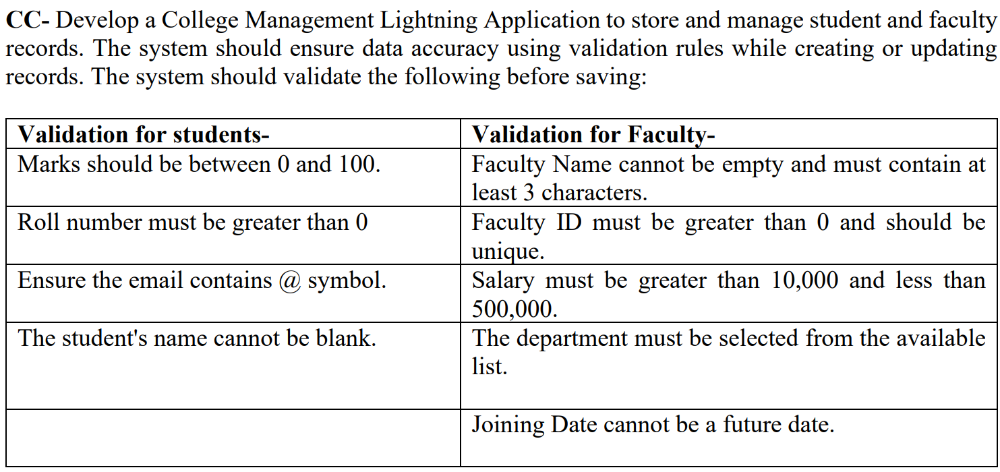 CC- Develop a College Management Lightning Application to store and manage student and faculty
records. The system should ensure data accuracy using validation rules while creating or updating
records. The system should validate the following before saving:
Validation for students-
Validation for Faculty-
Marks should be between 0 and 100.
Faculty Name cannot be empty and must contain at
least 3 characters.
Roll number must be greater than 0
Faculty ID must be greater than 0 and should be
unique.
Ensure the email contains @ symbol.
Salary must be greater than 10,000 and less than
500,000.
The student's name cannot be blank.
The department must be selected from the available
list.
Joining Date cannot be a future date.